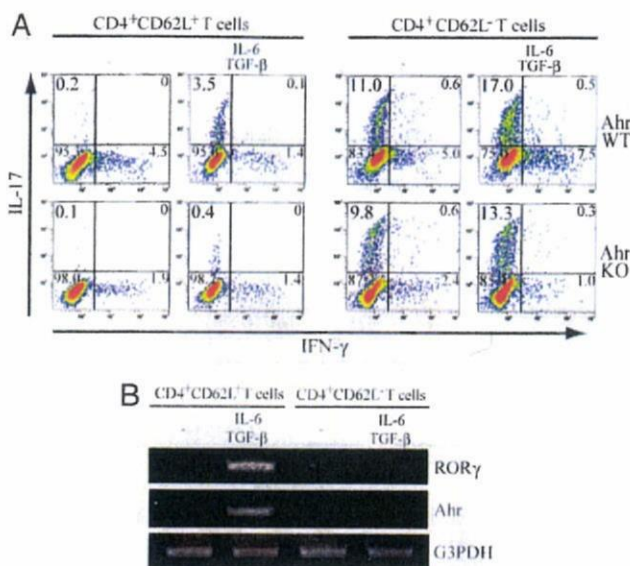 A
CD4+CD62L+ T cells
CD4+CD62L- T cells
IL-6
TGF-β
IL-6
TGF-β
0.2 0
3.5 0.1
11.0 0.6
17.0 0.5
Ahr
WT
4.5
1.4
83 5.0
7.5
IL-17
0.1 0
0.4 0
9.8 0.6
13.3 0.3
Ahr
KO
98.0 1.9
1.4
1.0
IFN-γ
B
CD4+CD62L+ T cells
CD4+CD62L- T cells
IL-6
TGF-β
IL-6
TGF-β
RORγ
Ahr
G3PDH